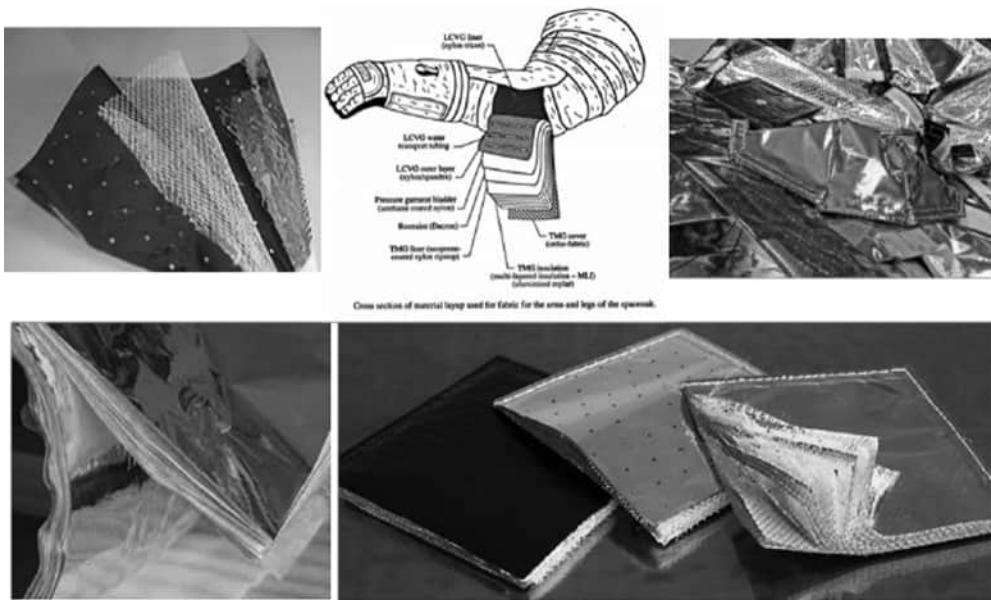 LCVG liner
(nylon tricot)
LCVG water
transport tubing
LCVG outer layer
(nylon/spandex)
Pressure garment bladder
(urethane coated nylon)
Restraint (Dacron)
TMG liner (neoprene-
coated nylon ripstop)
TMG cover
(ortho-fabric)
TMG insulation
(multi-layered insulation – MLI)
(aluminized mylar)
Cross section of material layup used for fabric for the arms and legs of the spacesuit.